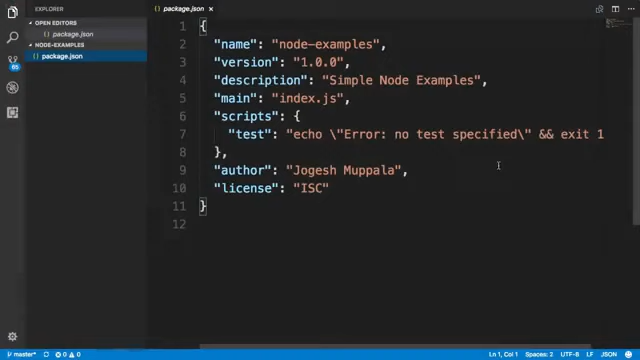 EXPLORER
OPEN EDITORS
{} package.json
NODE-EXAMPLES
{} package.json
{} package.json ×
1 {
2 "name": "node-examples",
3 "version": "1.0.0",
4 "description": "Simple Node Examples",
5 "main": "index.js",
6 "scripts": {
7 "test": "echo \"Error: no test specified\" && exit 1
8 },
9 "author": "Jogesh Muppala",
10 "license": "ISC"
11 }
12
master* 0 0 Ln 1, Col 1 Spaces: 2 UTF-8 LF JSON